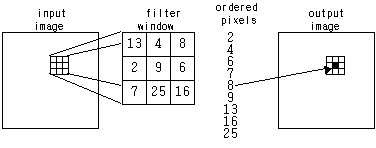 input
image
filter
window
ordered
pixels
output
image
13 4 8
2 9 6
7 25 16
2
4
6
7
8
9
13
16
25